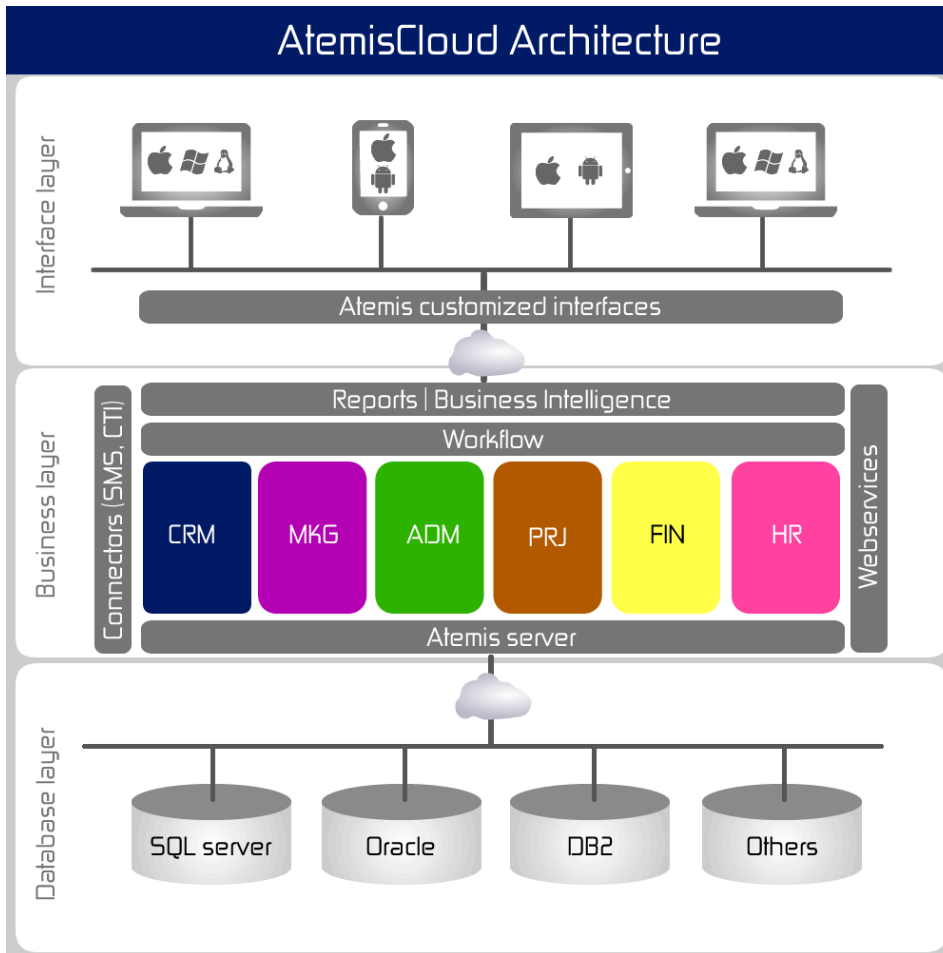 AtemisCloud Architecture
Interface layer
Atemis customized interfaces
Business layer
Connectors (SMS, CTI)
Reports | Business Intelligence
Workflow
CRM
MKG
ADM
PRJ
FIN
HR
Webservices
Atemis server
Database layer
SQL server
Oracle
DB2
Others